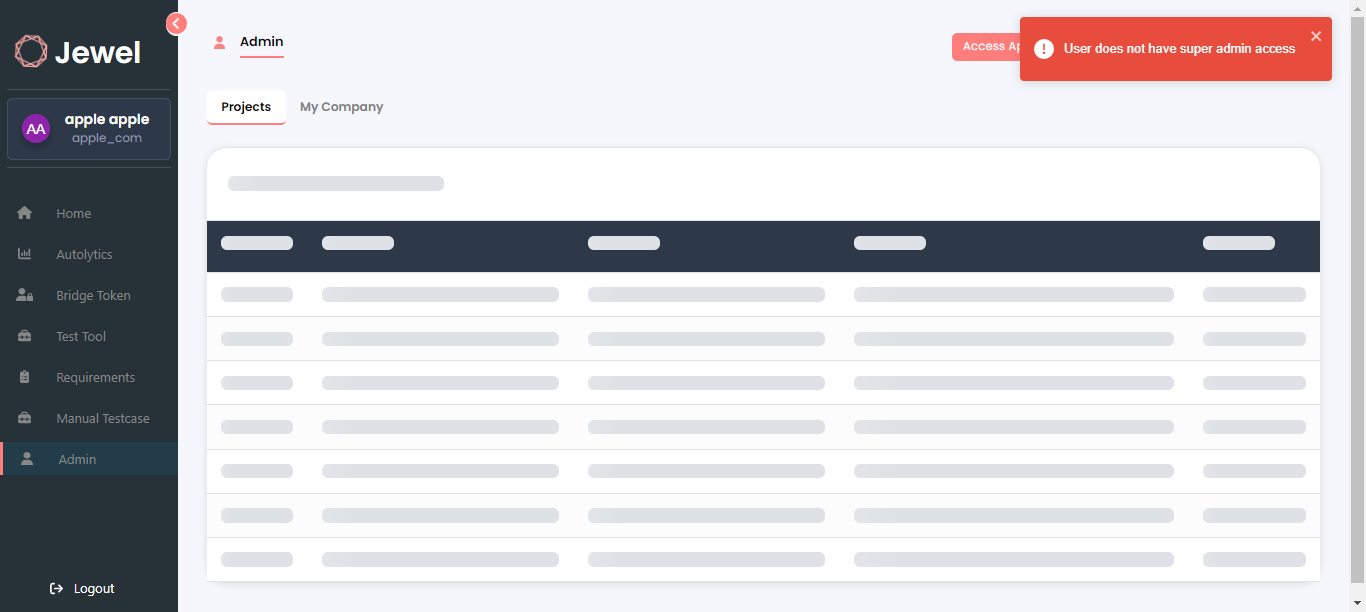 Jewel
AA
apple apple
apple_com
Home
Autolytics
Bridge Token
Test Tool
Requirements
Manual Testcase
Admin
Logout
Admin
Access
User does not have super admin access
Projects
My Company